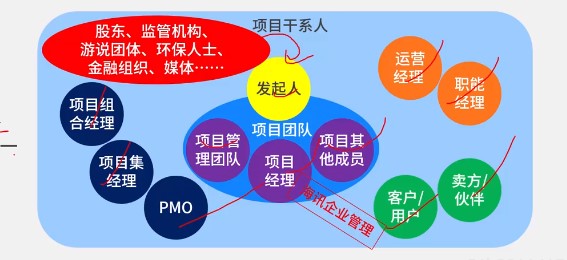 股东、监管机构、
游说团体、环保人士、
金融组织、媒体……
项目干系人
发起人
运营
经理
职能
经理
项目组
合经理
项目团队
项目管
理团队
项目
经理
项目其
他成员
项目集
经理
PMO
客户/
用户
卖方/
伙伴
海讯企业管理